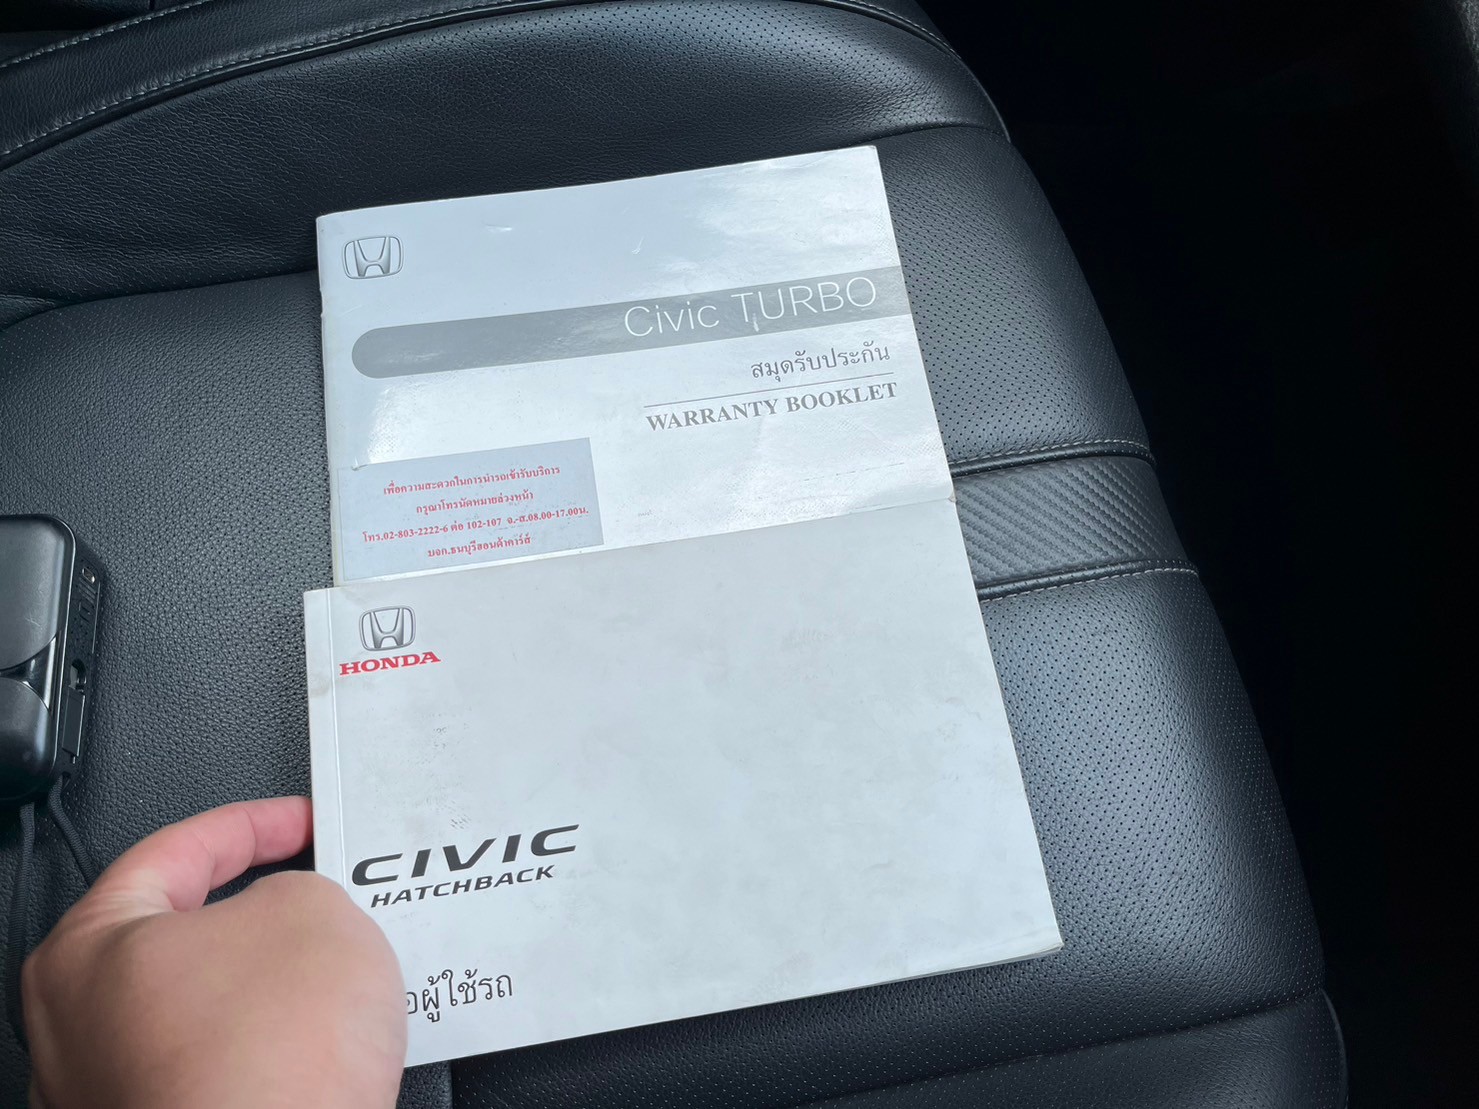 Civic TURBO
สมุดรับประกัน
WARRANTY BOOKLET
เพื่อความสะดวกในการนำรถเข้ารับบริการ
กรุณาโทรนัดหมายล่วงหน้า
โทร.02-803-2222-6 ต่อ 102-107 จ.-ส.08.00-17.00น.
บจก.ธนบุรีฮอนด้าคาร์ส์
HONDA
CIVIC
HATCHBACK
ผู้ใช้รถ